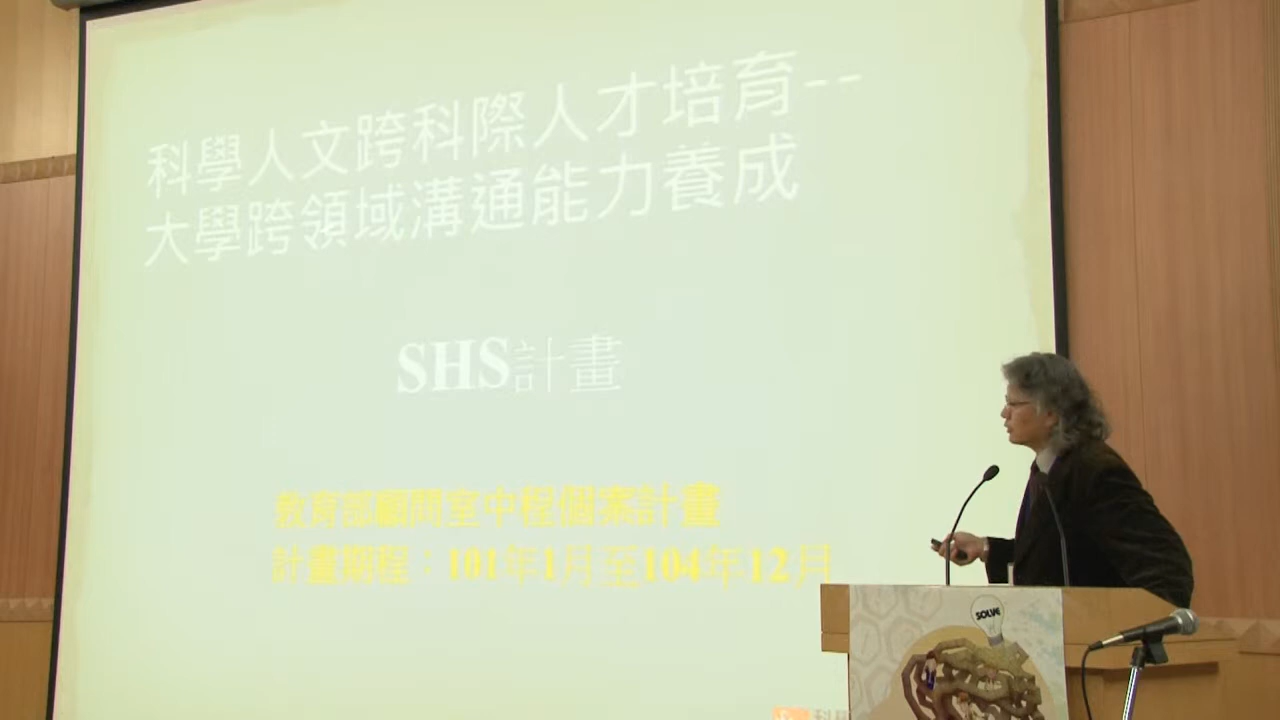 科學人文跨科際人才培育--
大學跨領域溝通能力養成
SHS計畫
教育部顧問室中程個案計畫
計畫期程：101年1月至104年12月
SOLVE